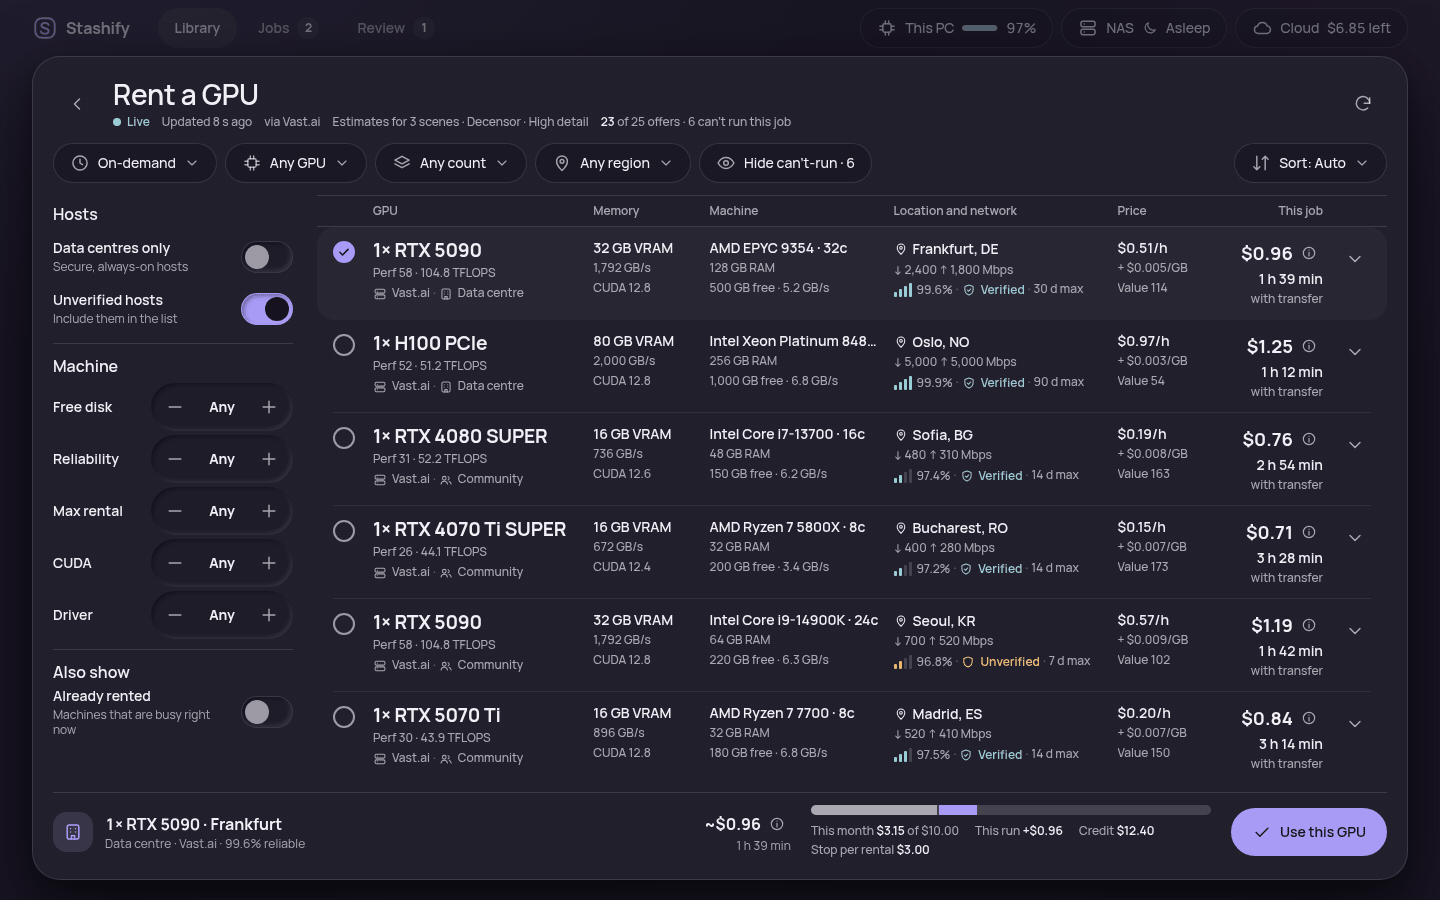 Stashify
Library
Jobs 2
Review 1
This PC 97%
NAS Asleep
Cloud $6.85 left
Rent a GPU
Live Updated 8 s ago via Vast.ai Estimates for 3 scenes · Decensor · High detail 23 of 25 offers · 6 can't run this job
On-demand
Any GPU
Any count
Any region
Hide can't-run · 6
Sort: Auto
Hosts
Data centres only
Secure, always-on hosts
Unverified hosts
Include them in the list
Machine
Free disk − Any +
Reliability − Any +
Max rental − Any +
CUDA − Any +
Driver − Any +
Also show
Already rented
Machines that are busy right
now
GPU Memory Machine Location and network Price This job
1× RTX 5090
Perf 58 · 104.8 TFLOPS
Vast.ai · Data centre
32 GB VRAM
1,792 GB/s
CUDA 12.8
AMD EPYC 9354 · 32c
128 GB RAM
500 GB free · 5.2 GB/s
Frankfurt, DE
↓ 2,400 ↑ 1,800 Mbps
99.6% · Verified · 30 d max
$0.51/h
+ $0.005/GB
Value 114
$0.96
1 h 39 min
with transfer
1× H100 PCIe
Perf 52 · 51.2 TFLOPS
Vast.ai · Data centre
80 GB VRAM
2,000 GB/s
CUDA 12.8
Intel Xeon Platinum 848…
256 GB RAM
1,000 GB free · 6.8 GB/s
Oslo, NO
↓ 5,000 ↑ 5,000 Mbps
99.9% · Verified · 90 d max
$0.97/h
+ $0.003/GB
Value 54
$1.25
1 h 12 min
with transfer
1× RTX 4080 SUPER
Perf 31 · 52.2 TFLOPS
Vast.ai · Community
16 GB VRAM
736 GB/s
CUDA 12.6
Intel Core i7-13700 · 16c
48 GB RAM
150 GB free · 6.2 GB/s
Sofia, BG
↓ 480 ↑ 310 Mbps
97.4% · Verified · 14 d max
$0.19/h
+ $0.008/GB
Value 163
$0.76
2 h 54 min
with transfer
1× RTX 4070 Ti SUPER
Perf 26 · 44.1 TFLOPS
Vast.ai · Community
16 GB VRAM
672 GB/s
CUDA 12.4
AMD Ryzen 7 5800X · 8c
32 GB RAM
200 GB free · 3.4 GB/s
Bucharest, RO
↓ 400 ↑ 280 Mbps
97.2% · Verified · 14 d max
$0.15/h
+ $0.007/GB
Value 173
$0.71
3 h 28 min
with transfer
1× RTX 5090
Perf 58 · 104.8 TFLOPS
Vast.ai · Community
32 GB VRAM
1,792 GB/s
CUDA 12.8
Intel Core i9-14900K · 24c
64 GB RAM
220 GB free · 6.3 GB/s
Seoul, KR
↓ 700 ↑ 520 Mbps
96.8% · Unverified · 7 d max
$0.57/h
+ $0.009/GB
Value 102
$1.19
1 h 42 min
with transfer
1× RTX 5070 Ti
Perf 30 · 43.9 TFLOPS
Vast.ai · Community
16 GB VRAM
896 GB/s
CUDA 12.8
AMD Ryzen 7 7700 · 8c
32 GB RAM
180 GB free · 6.8 GB/s
Madrid, ES
↓ 520 ↑ 410 Mbps
97.5% · Verified · 14 d max
$0.20/h
+ $0.007/GB
Value 150
$0.84
3 h 14 min
with transfer
1× RTX 5090 · Frankfurt
Data centre · Vast.ai · 99.6% reliable
~$0.96
1 h 39 min
This month $3.15 of $10.00 This run +$0.96 Credit $12.40
Stop per rental $3.00
Use this GPU